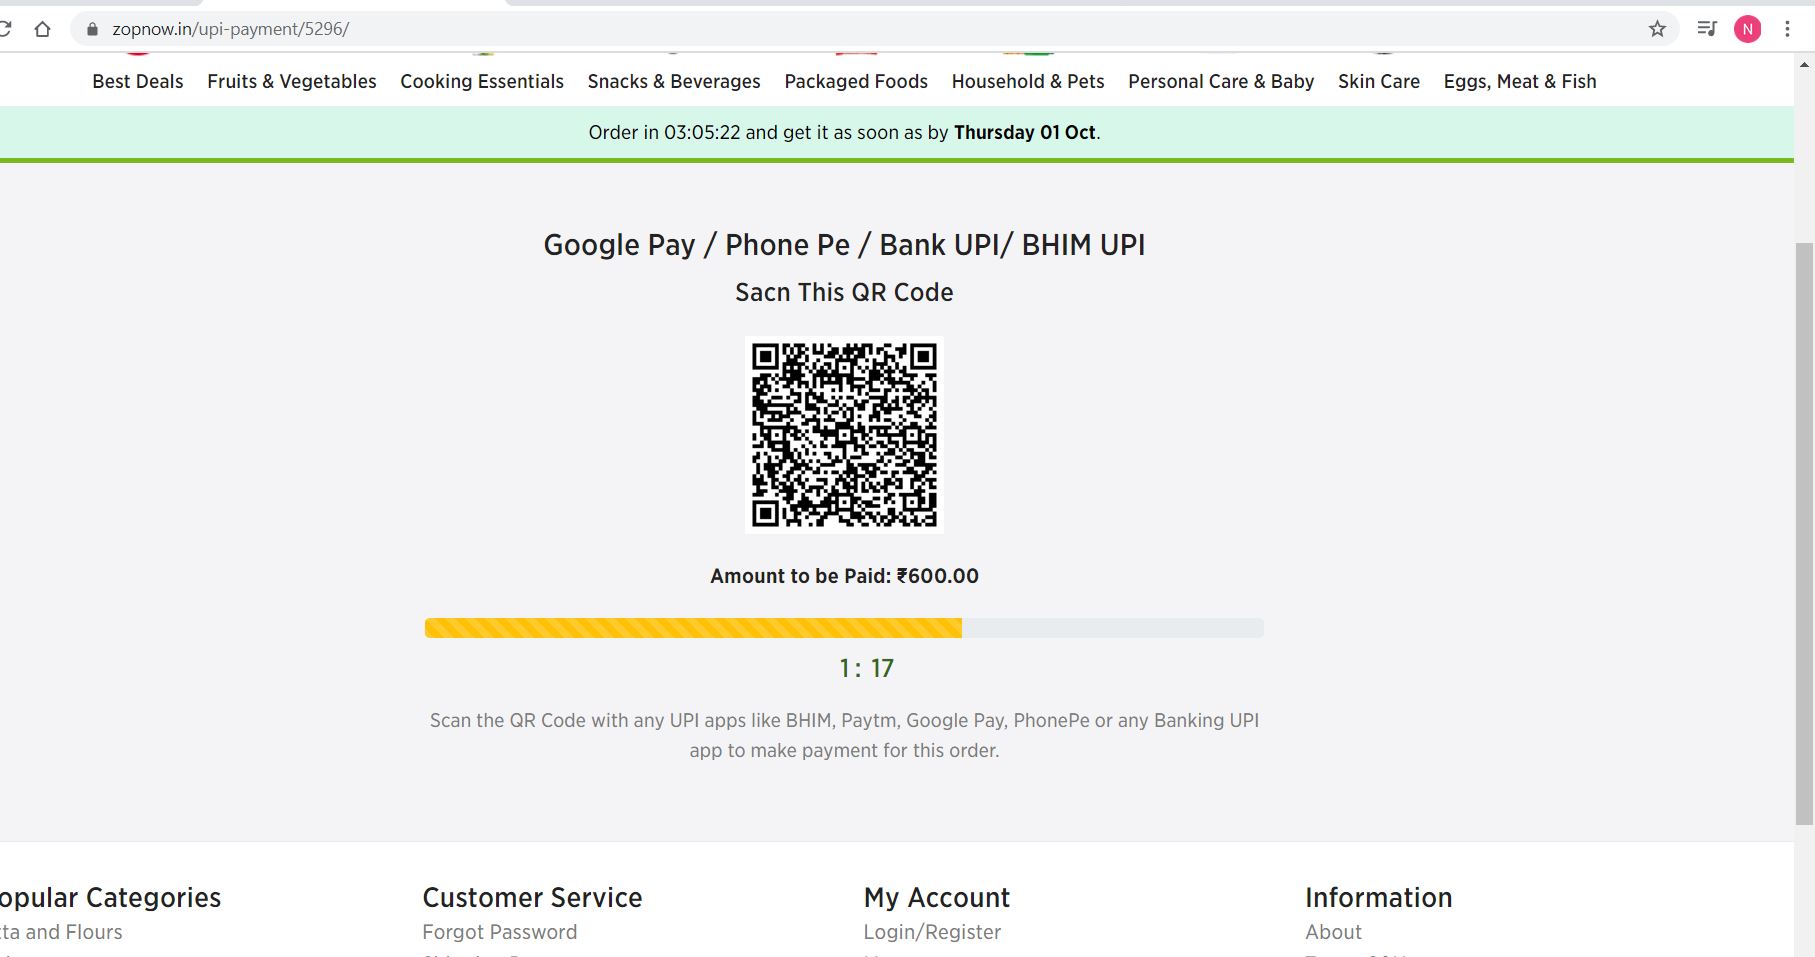 zopnow.in/upi-payment/5296/
N
Best Deals Fruits & Vegetables Cooking Essentials Snacks & Beverages Packaged Foods Household & Pets Personal Care & Baby Skin Care Eggs, Meat & Fish
Order in 03:05:22 and get it as soon as by Thursday 01 Oct.
Google Pay / Phone Pe / Bank UPI/ BHIM UPI
Sacn This QR Code
Amount to be Paid: ₹600.00
1 : 17
Scan the QR Code with any UPI apps like BHIM, Paytm, Google Pay, PhonePe or any Banking UPI
app to make payment for this order.
opular Categories Customer Service My Account Information
ta and Flours Forgot Password Login/Register About